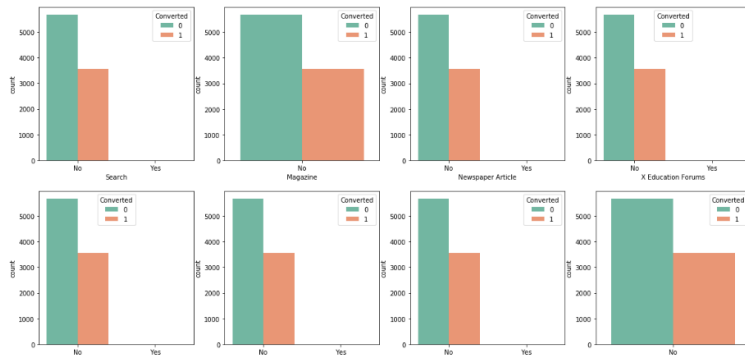 Converted
0
1
count
5000
4000
3000
2000
1000
0
No Yes
Search
Converted
0
1
count
5000
4000
3000
2000
1000
0
No
Magazine
Converted
0
1
count
5000
4000
3000
2000
1000
0
No Yes
Newspaper Article
Converted
0
1
count
5000
4000
3000
2000
1000
0
No Yes
X Education Forums
Converted
0
1
count
5000
4000
3000
2000
1000
0
No Yes
Converted
0
1
count
5000
4000
3000
2000
1000
0
No Yes
Converted
0
1
count
5000
4000
3000
2000
1000
0
No Yes
Converted
0
1
count
5000
4000
3000
2000
1000
0
No